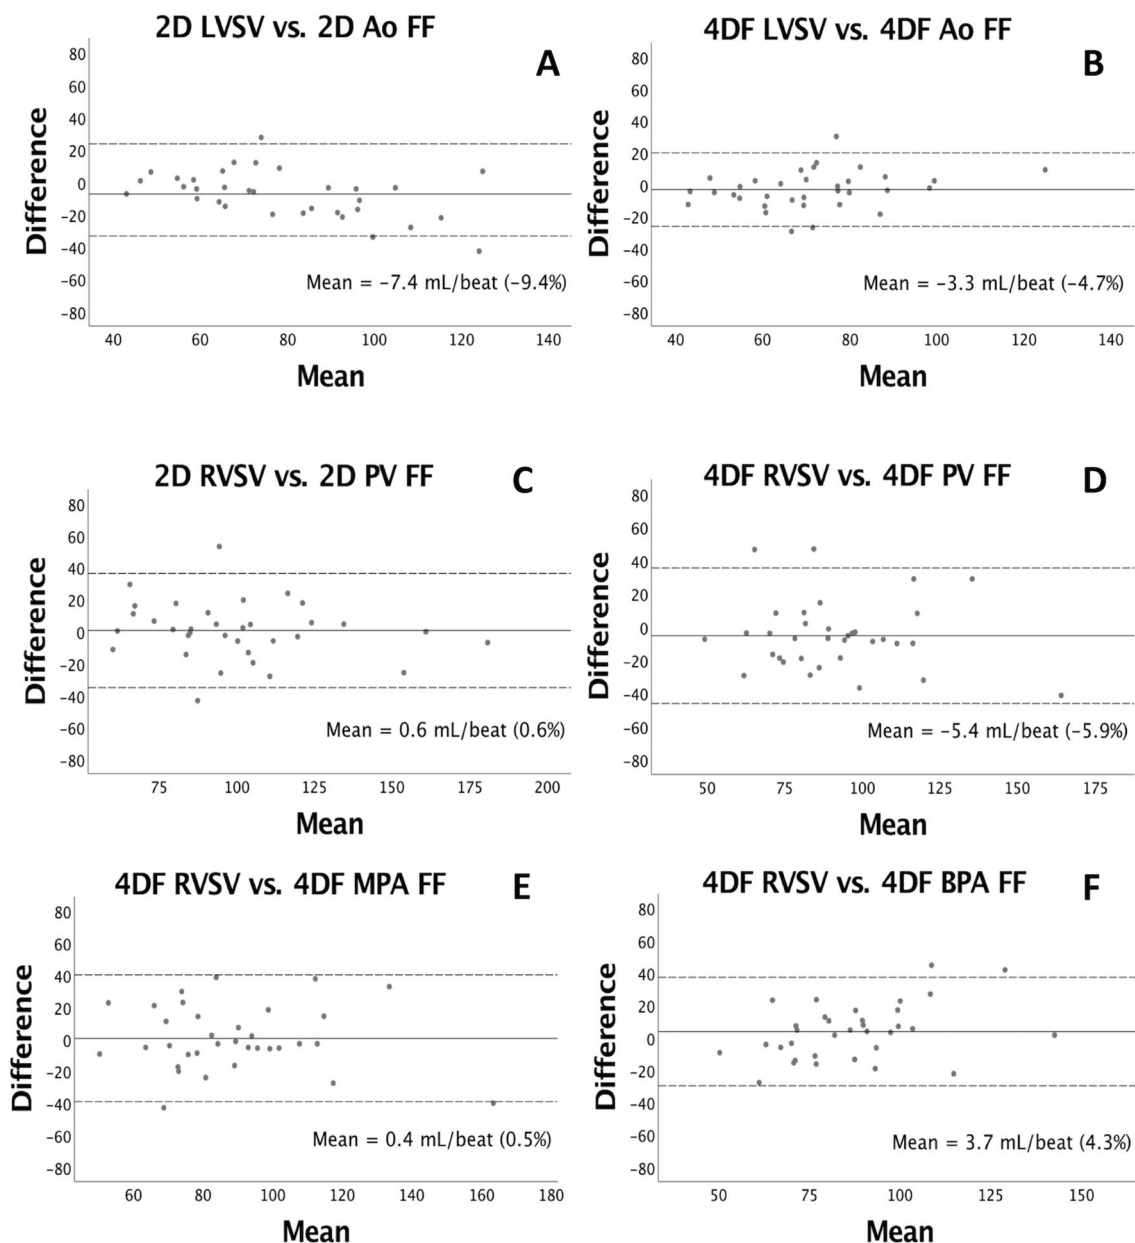 2D LVSV vs. 2D Ao FF
A
80
60
40
20
0
−20
−40
−60
−80
Difference
Mean = −7.4 mL/beat (−9.4%)
40 60 80 100 120 140
Mean
4DF LVSV vs. 4DF Ao FF
B
80
60
40
20
0
−20
−40
−60
−80
Difference
Mean = −3.3 mL/beat (−4.7%)
40 60 80 100 120 140
Mean
2D RVSV vs. 2D PV FF
C
80
60
40
20
0
−20
−40
−60
−80
Difference
Mean = 0.6 mL/beat (0.6%)
75 100 125 150 175 200
Mean
4DF RVSV vs. 4DF PV FF
D
80
60
40
20
0
−20
−40
−60
−80
Difference
Mean = −5.4 mL/beat (−5.9%)
50 75 100 125 150 175
Mean
4DF RVSV vs. 4DF MPA FF
E
80
60
40
20
0
−20
−40
−60
−80
Difference
Mean = 0.4 mL/beat (0.5%)
60 80 100 120 140 160 180
Mean
4DF RVSV vs. 4DF BPA FF
F
80
60
40
20
0
−20
−40
−60
−80
Difference
Mean = 3.7 mL/beat (4.3%)
50 75 100 125 150
Mean